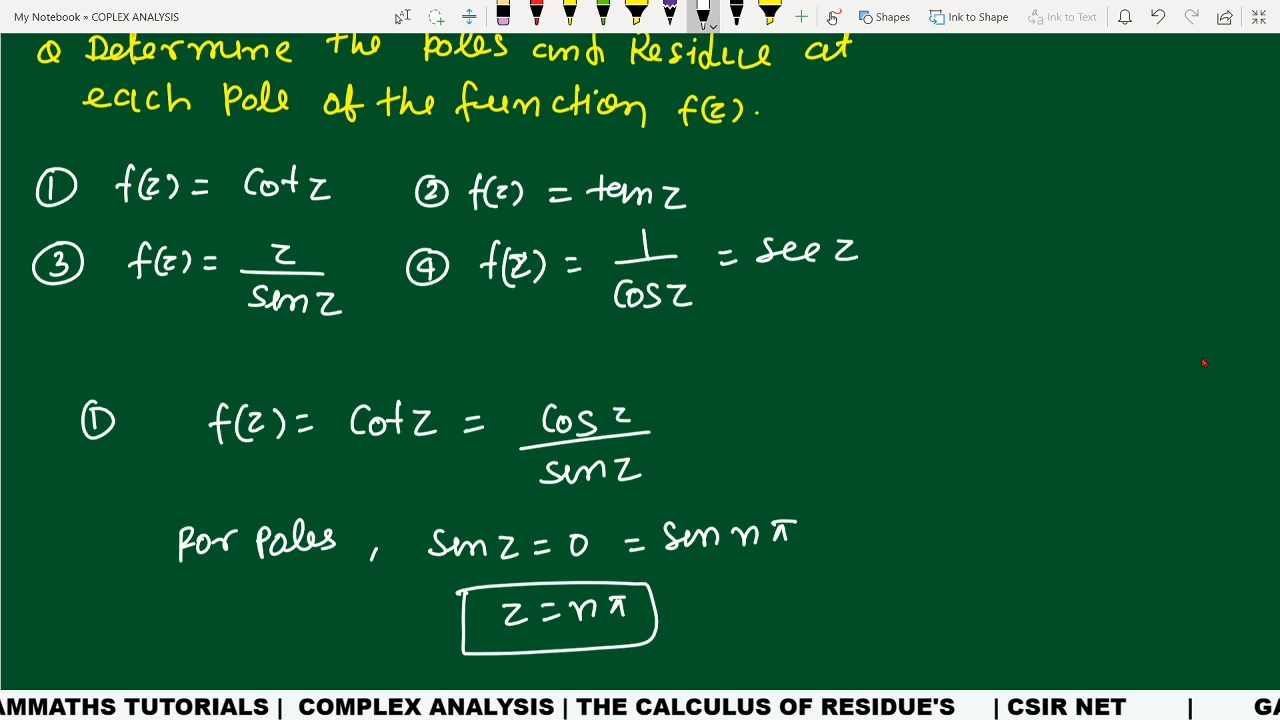 My Notebook » COPLEX ANALYSIS
Shapes Ink to Shape Ink to Text
Q Determine the Poles and Residue at
each Pole of the function f(z).
① f(z) = Cot z ② f(z) = tan z
③ f(z) = z / sin z ④ f(z) = 1 / Cos z = sec z
① f(z) = Cot z = Cos z / sin z
For Poles , sin z = 0 = sin nπ
z = nπ
AMMATHS TUTORIALS | COMPLEX ANALYSIS | THE CALCULUS OF RESIDUE'S | CSIR NET | GA